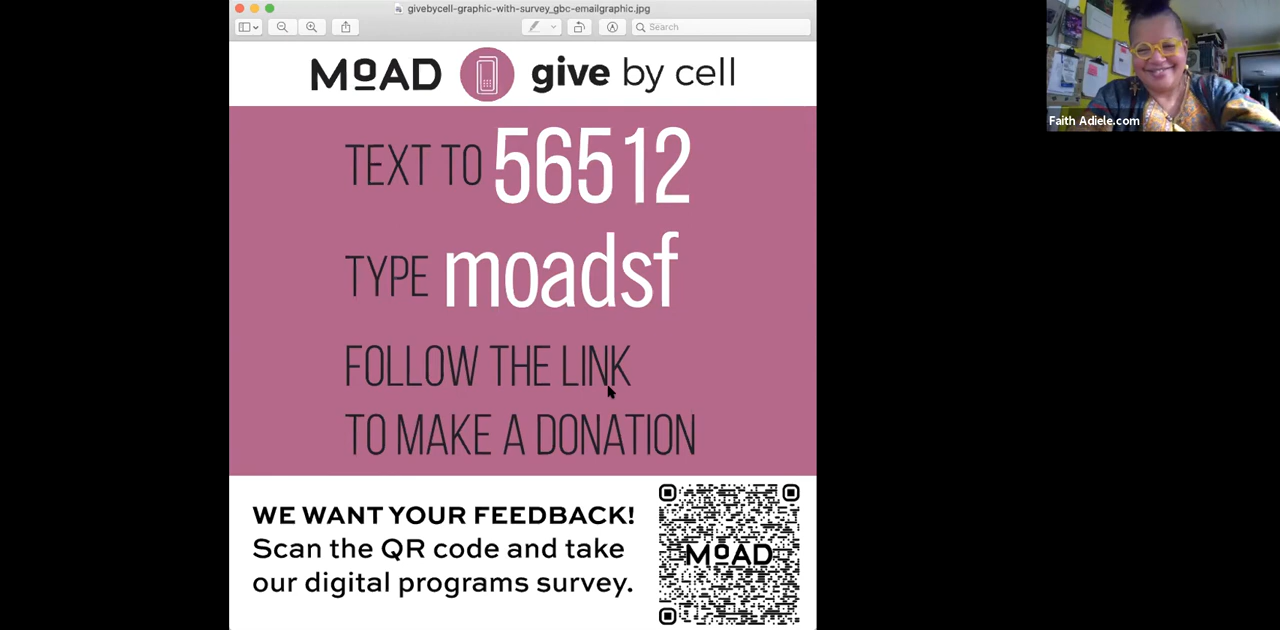 givebycell-graphic-with-survey_gbc-emailgraphic.jpg
Search
MoAD give by cell
Faith Adiele.com
TEXT TO 56512
TYPE moadsf
FOLLOW THE LINK
TO MAKE A DONATION
WE WANT YOUR FEEDBACK!
Scan the QR code and take
our digital programs survey.
MoAD